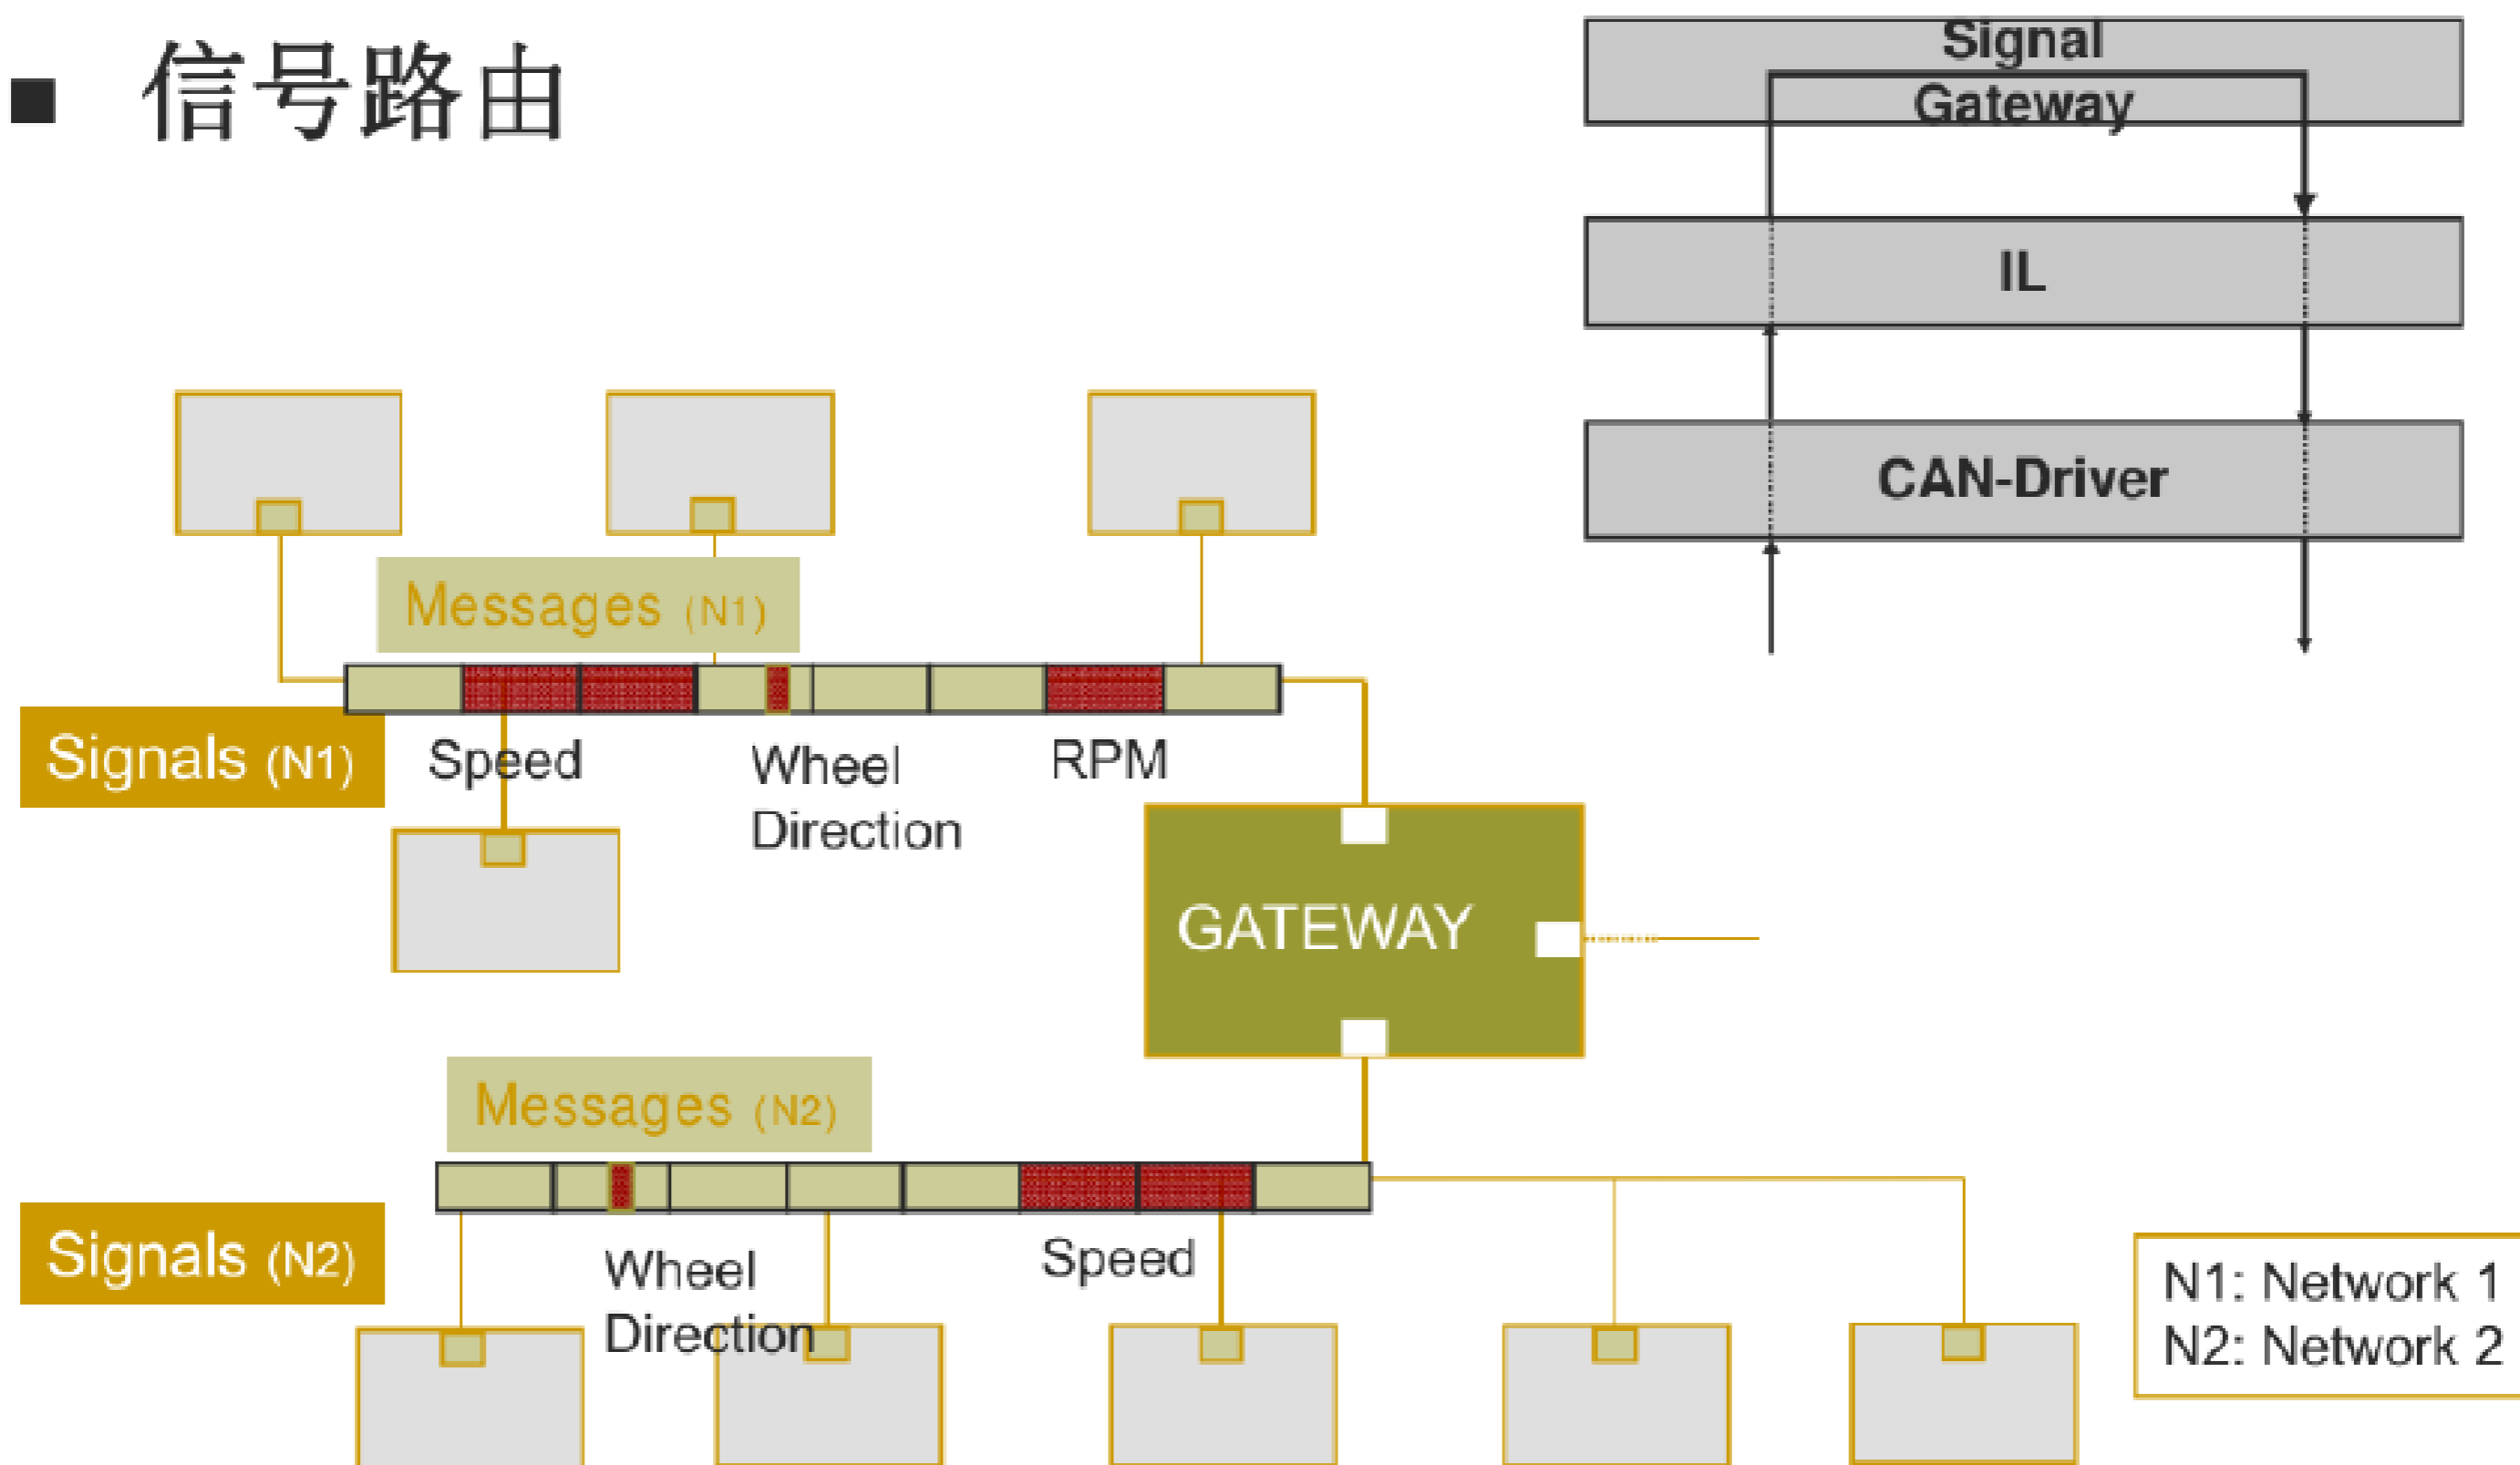 ■ 信号路由
Signal
Gateway
IL
CAN-Driver
Messages (N1)
Signals (N1)
Speed
Wheel
Direction
RPM
GATEWAY
Messages (N2)
Signals (N2)
Wheel
Direction
Speed
N1: Network 1
N2: Network 2